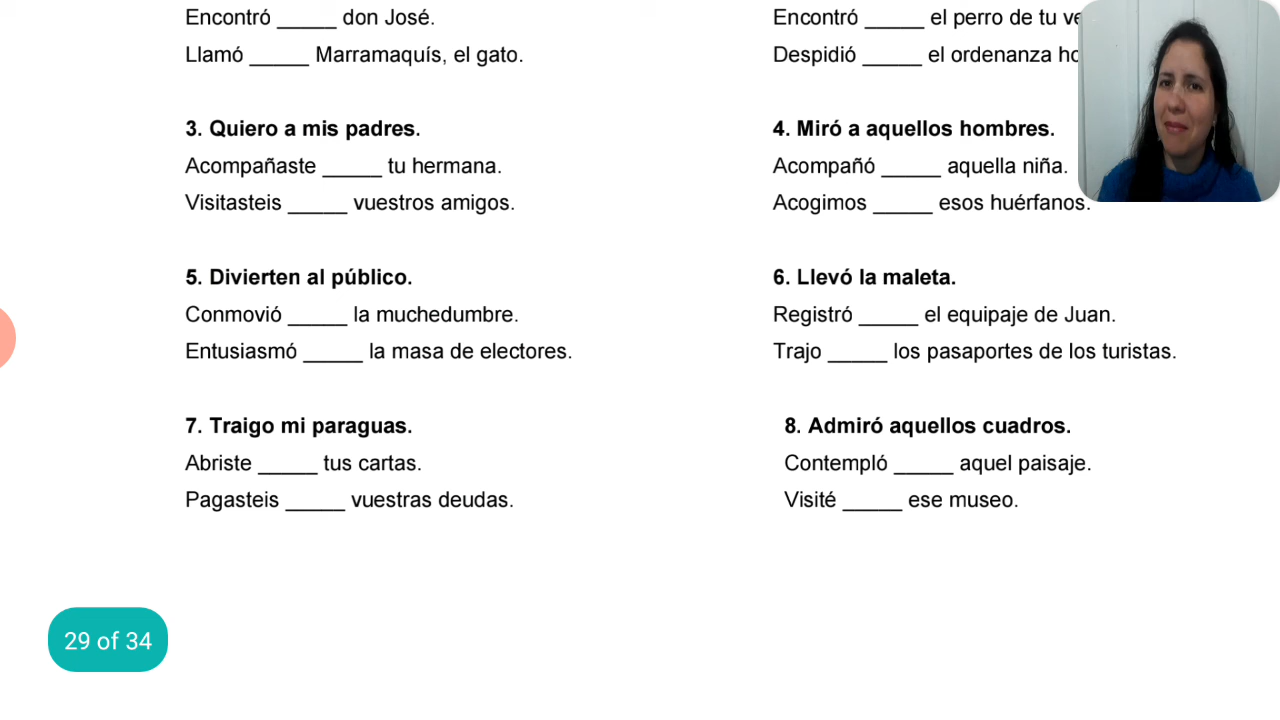 Encontró _____ don José.
Llamó _____ Marramaquís, el gato.
Encontró _____ el perro de tu
Despidió _____ el ordenanza
3. Quiero a mis padres.
Acompañaste _____ tu hermana.
Visitasteis _____ vuestros amigos.
4. Miró a aquellos hombres.
Acompañó _____ aquella niña.
Acogimos _____ esos huérfanos.
5. Divierten al público.
Conmovió _____ la muchedumbre.
Entusiasmó _____ la masa de electores.
6. Llevó la maleta.
Registró _____ el equipaje de Juan.
Trajo _____ los pasaportes de los turistas.
7. Traigo mi paraguas.
Abriste _____ tus cartas.
Pagasteis _____ vuestras deudas.
8. Admiró aquellos cuadros.
Contempló _____ aquel paisaje.
Visité _____ ese museo.
29 of 34